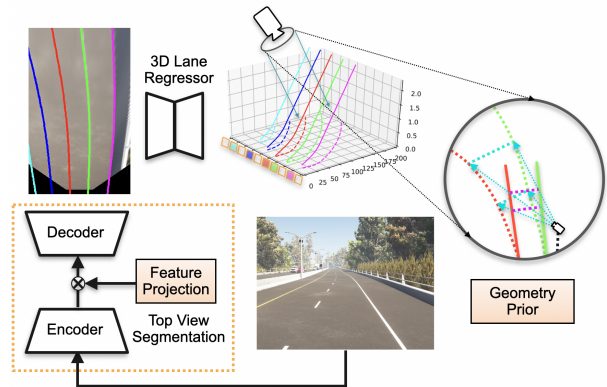 3D Lane
Regressor
2.0
1.5
1.0
0.5
0.0
0
25
50
75
100
125
150
175
200
Decoder
Feature
Projection
Encoder
Top View
Segmentation
Geometry
Prior